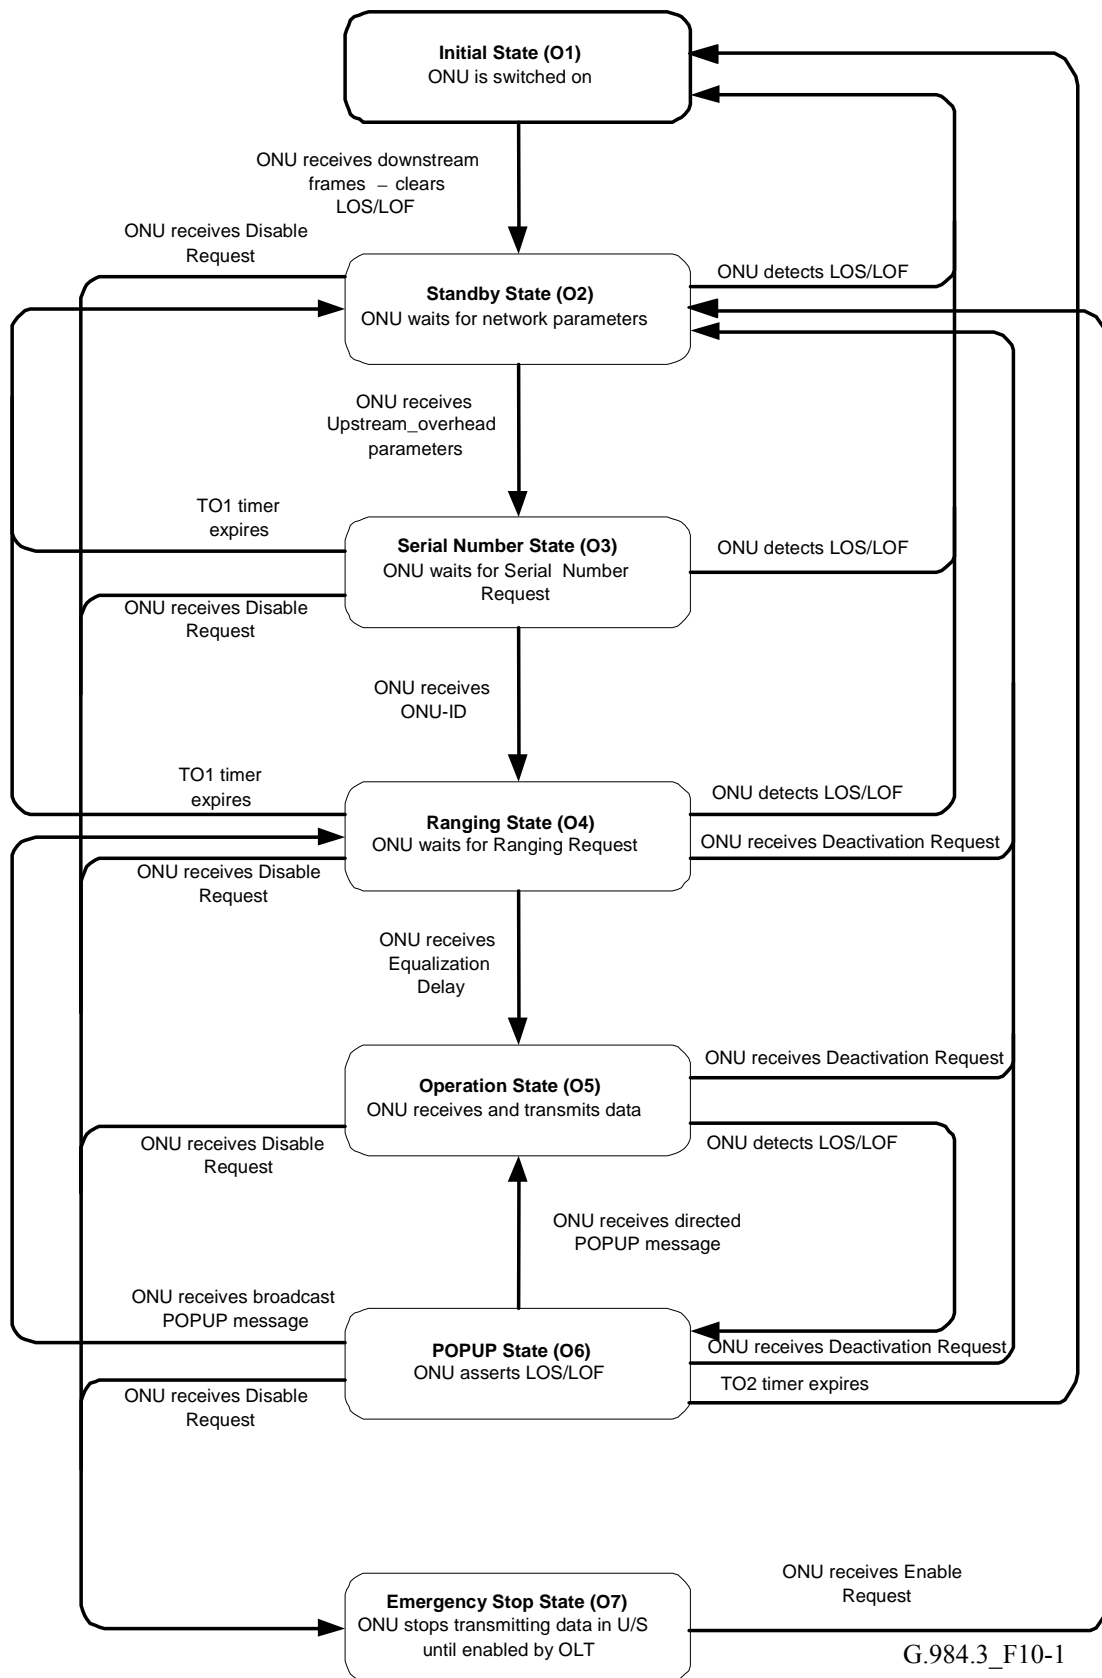 Initial State (O1)
ONU is switched on
ONU receives downstream
frames – clears
LOS/LOF
ONU receives Disable
Request
ONU detects LOS/LOF
Standby State (O2)
ONU waits for network parameters
ONU receives
Upstream_overhead
parameters
TO1 timer
expires
Serial Number State (O3)
ONU waits for Serial Number
Request
ONU detects LOS/LOF
ONU receives Disable
Request
ONU receives
ONU-ID
TO1 timer
expires
ONU detects LOS/LOF
Ranging State (O4)
ONU waits for Ranging Request
ONU receives Deactivation Request
ONU receives Disable
Request
ONU receives
Equalization
Delay
ONU receives Deactivation Request
Operation State (O5)
ONU receives and transmits data
ONU receives Disable
Request
ONU detects LOS/LOF
ONU receives directed
POPUP message
ONU receives broadcast
POPUP message
POPUP State (O6)
ONU asserts LOS/LOF
ONU receives Deactivation Request
TO2 timer expires
ONU receives Disable
Request
ONU receives Enable
Request
Emergency Stop State (O7)
ONU stops transmitting data in U/S
until enabled by OLT
G.984.3_F10-1